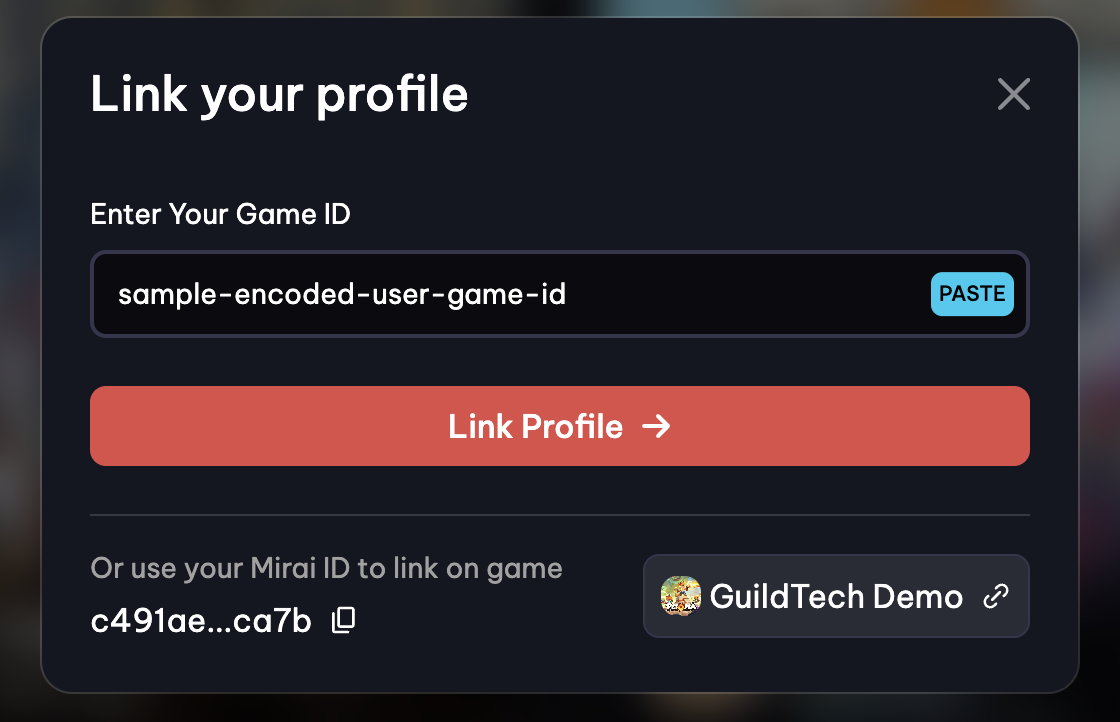 Link your profile
Enter Your Game ID
sample-encoded-user-game-id
PASTE
Link Profile →
Or use your Mirai ID to link on game
c491ae...ca7b
GuildTech Demo